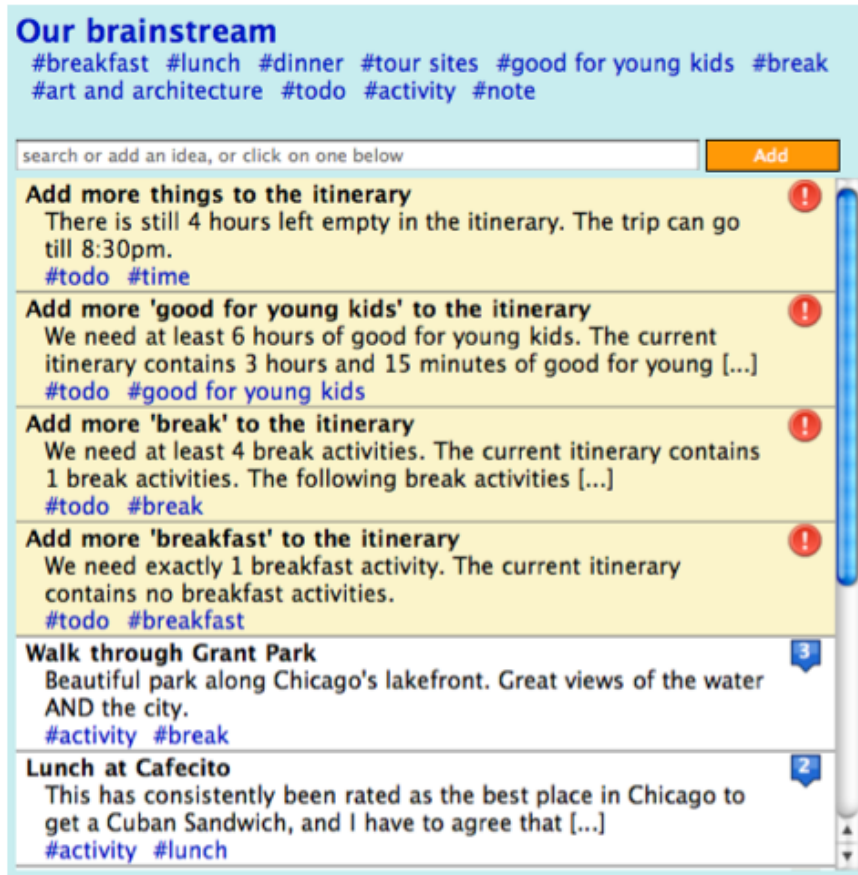 Our brainstream
#breakfast #lunch #dinner #tour sites #good for young kids #break
#art and architecture #todo #activity #note
search or add an idea, or click on one below
Add
Add more things to the itinerary
!
There is still 4 hours left empty in the itinerary. The trip can go
till 8:30pm.
#todo #time
Add more 'good for young kids' to the itinerary
!
We need at least 6 hours of good for young kids. The current
itinerary contains 3 hours and 15 minutes of good for young [...]
#todo #good for young kids
Add more 'break' to the itinerary
!
We need at least 4 break activities. The current itinerary contains
1 break activities. The following break activities [...]
#todo #break
Add more 'breakfast' to the itinerary
!
We need exactly 1 breakfast activity. The current itinerary
contains no breakfast activities.
#todo #breakfast
Walk through Grant Park
3
Beautiful park along Chicago's lakefront. Great views of the water
AND the city.
#activity #break
Lunch at Cafecito
2
This has consistently been rated as the best place in Chicago to
get a Cuban Sandwich, and I have to agree that [...]
#activity #lunch